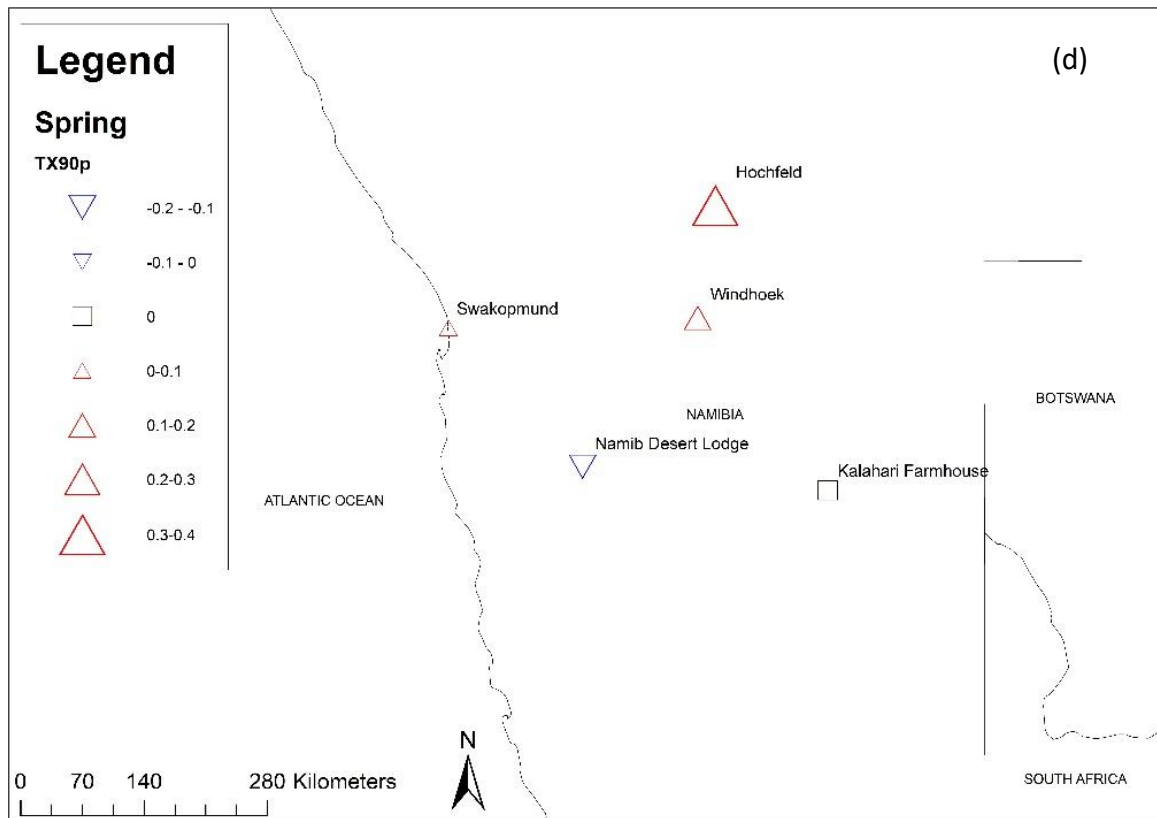 Legend
Spring
TX90p
-0.2 - -0.1
-0.1 - 0
0
0-0.1
0.1-0.2
0.2-0.3
0.3-0.4
(d)
Hochfeld
Windhoek
Swakopmund
NAMIBIA
BOTSWANA
Namib Desert Lodge
Kalahari Farmhouse
ATLANTIC OCEAN
N
SOUTH AFRICA
0 70 140 280 Kilometers